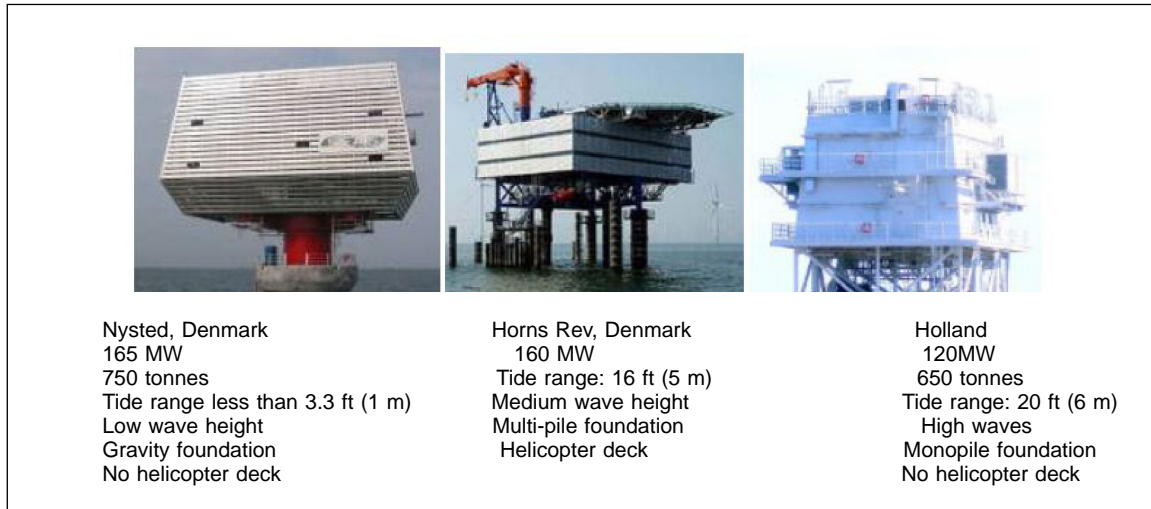 Nysted, Denmark
165 MW
750 tonnes
Tide range less than 3.3 ft (1 m)
Low wave height
Gravity foundation
No helicopter deck
Horns Rev, Denmark
160 MW
Tide range: 16 ft (5 m)
Medium wave height
Multi-pile foundation
Helicopter deck
Holland
120MW
650 tonnes
Tide range: 20 ft (6 m)
High waves
Monopile foundation
No helicopter deck